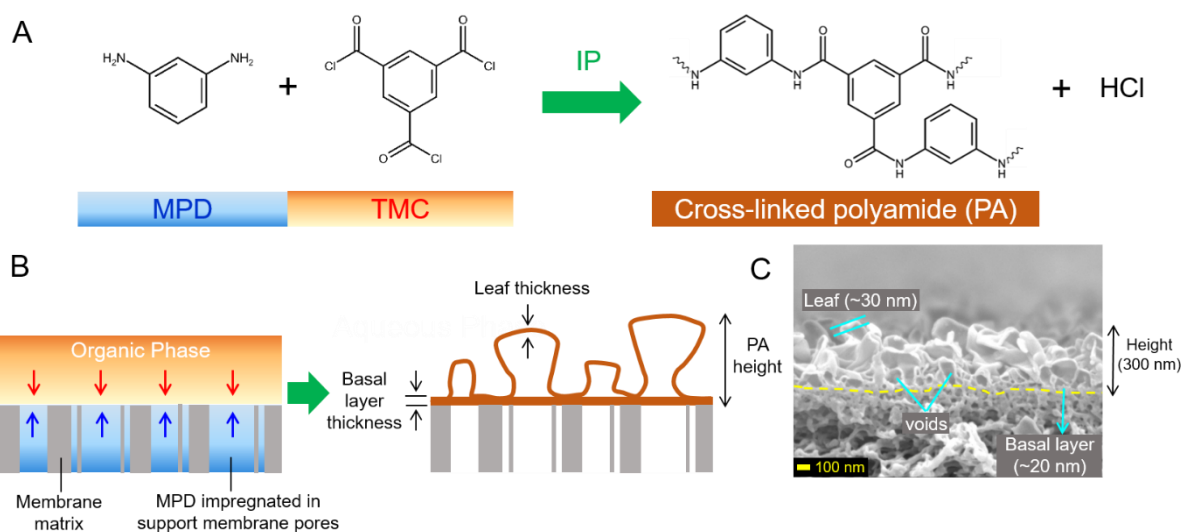 A
H₂N
NH₂
+
O
Cl
O
Cl
O
Cl
IP
N
H
NH
O
O
N
H
O
N
H
N
H
+
HCl
MPD
TMC
Cross-linked polyamide (PA)
B
Organic Phase
Membrane
matrix
MPD impregnated in
support membrane pores
Leaf thickness
Basal
layer
thickness
PA
height
C
Leaf (~30 nm)
voids
Basal layer
(~20 nm)
100 nm
Height
(300 nm)